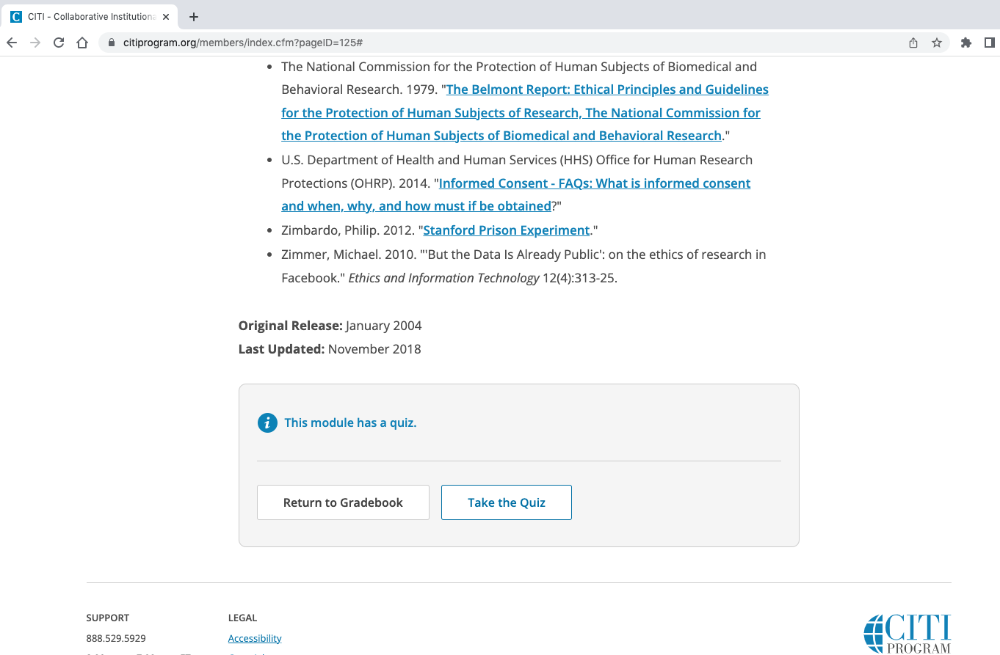 CITI - Collaborative Institutiona
citiprogram.org/members/index.cfm?pageID=125#
The National Commission for the Protection of Human Subjects of Biomedical and
Behavioral Research. 1979. "The Belmont Report: Ethical Principles and Guidelines
for the Protection of Human Subjects of Research, The National Commission for
the Protection of Human Subjects of Biomedical and Behavioral Research."
U.S. Department of Health and Human Services (HHS) Office for Human Research
Protections (OHRP). 2014. "Informed Consent - FAQs: What is informed consent
and when, why, and how must if be obtained?"
Zimbardo, Philip. 2012. "Stanford Prison Experiment."
Zimmer, Michael. 2010. "'But the Data Is Already Public': on the ethics of research in
Facebook." Ethics and Information Technology 12(4):313-25.
Original Release: January 2004
Last Updated: November 2018
This module has a quiz.
Return to Gradebook
Take the Quiz
SUPPORT
LEGAL
888.529.5929
Accessibility
CITI
PROGRAM